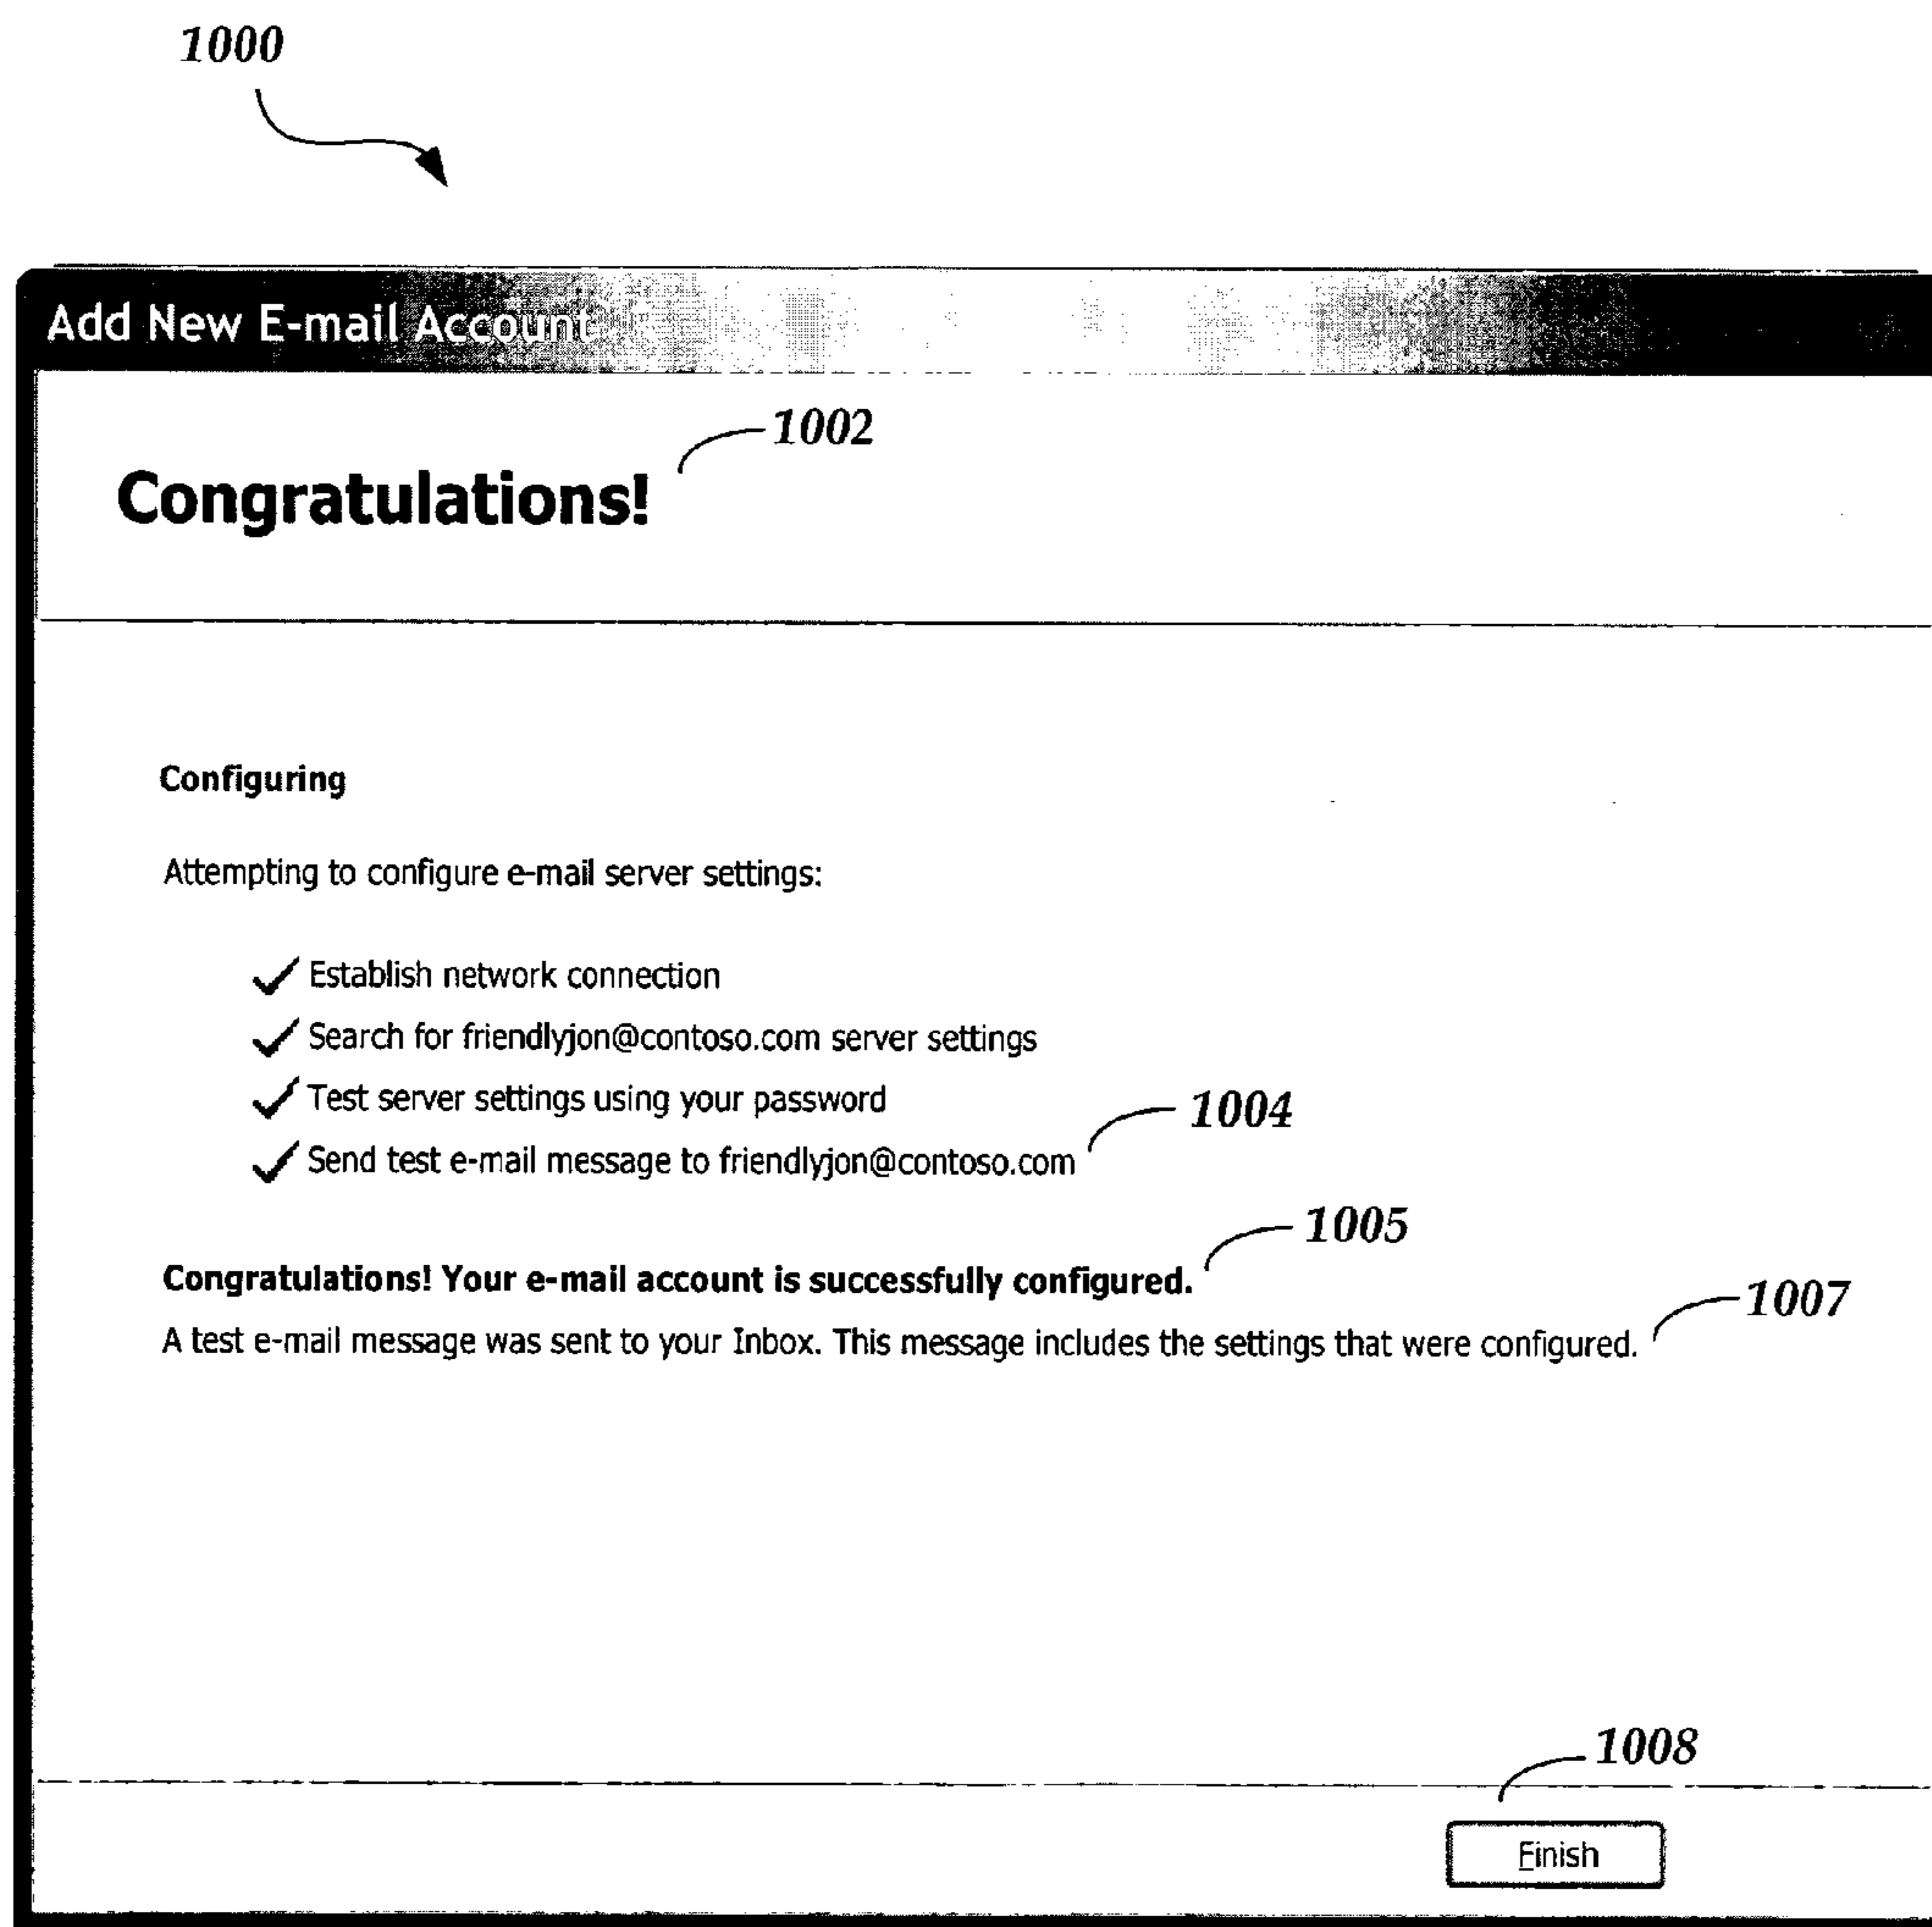 1000
Add New E-mail Account
1002
Congratulations!
Configuring
Attempting to configure e-mail server settings:
✓ Establish network connection
✓ Search for friendlyjon@contoso.com server settings
✓ Test server settings using your password
1004
✓ Send test e-mail message to friendlyjon@contoso.com
1005
Congratulations! Your e-mail account is successfully configured.
1007
A test e-mail message was sent to your Inbox. This message includes the settings that were configured.
1008
Finish